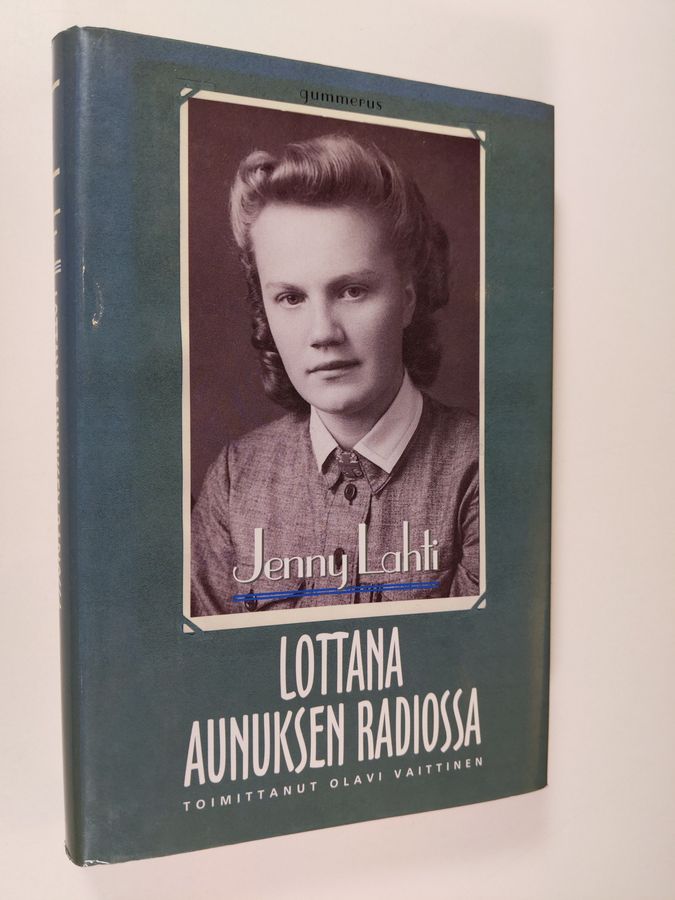 gummerus
Jenny Lahti
LOTTANA
AUNUKSEN RADIOSSA
TOIMITTANUT OLAVI VAITTINEN